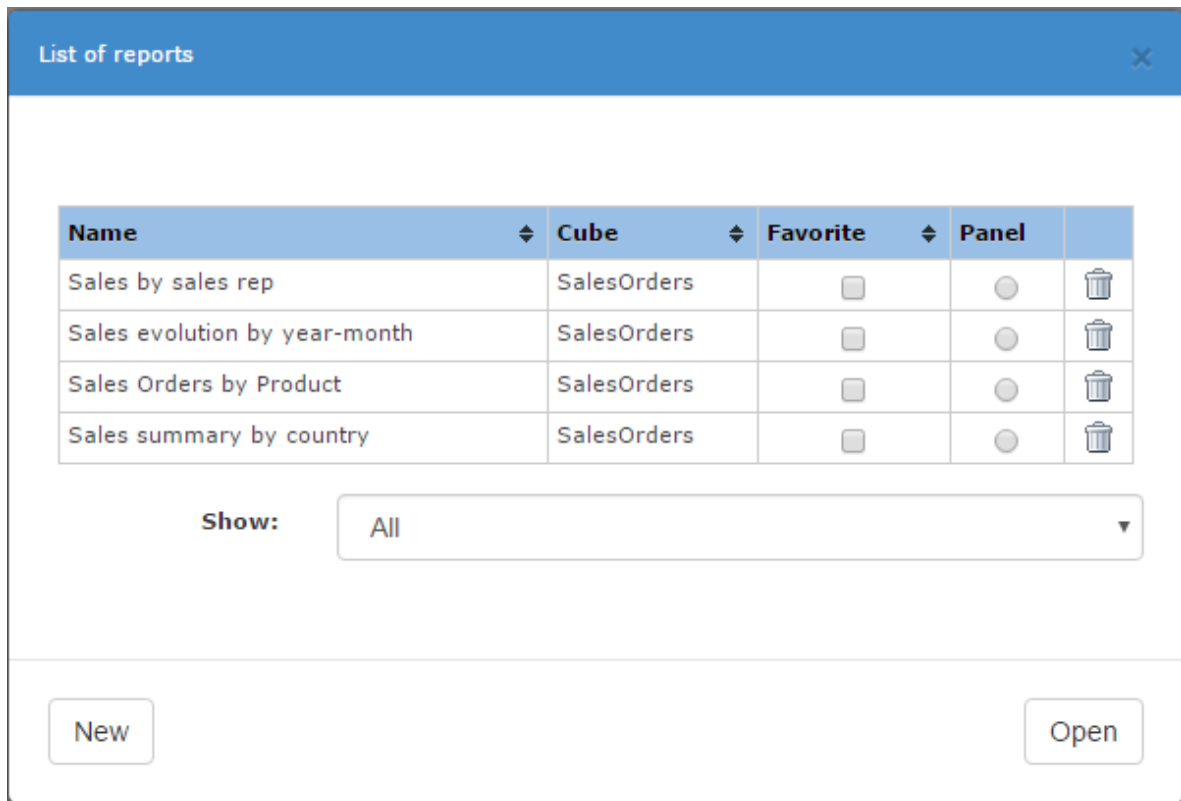 List of reports
Name Cube Favorite Panel
Sales by sales rep SalesOrders
Sales evolution by year-month SalesOrders
Sales Orders by Product SalesOrders
Sales summary by country SalesOrders
Show: All
New Open